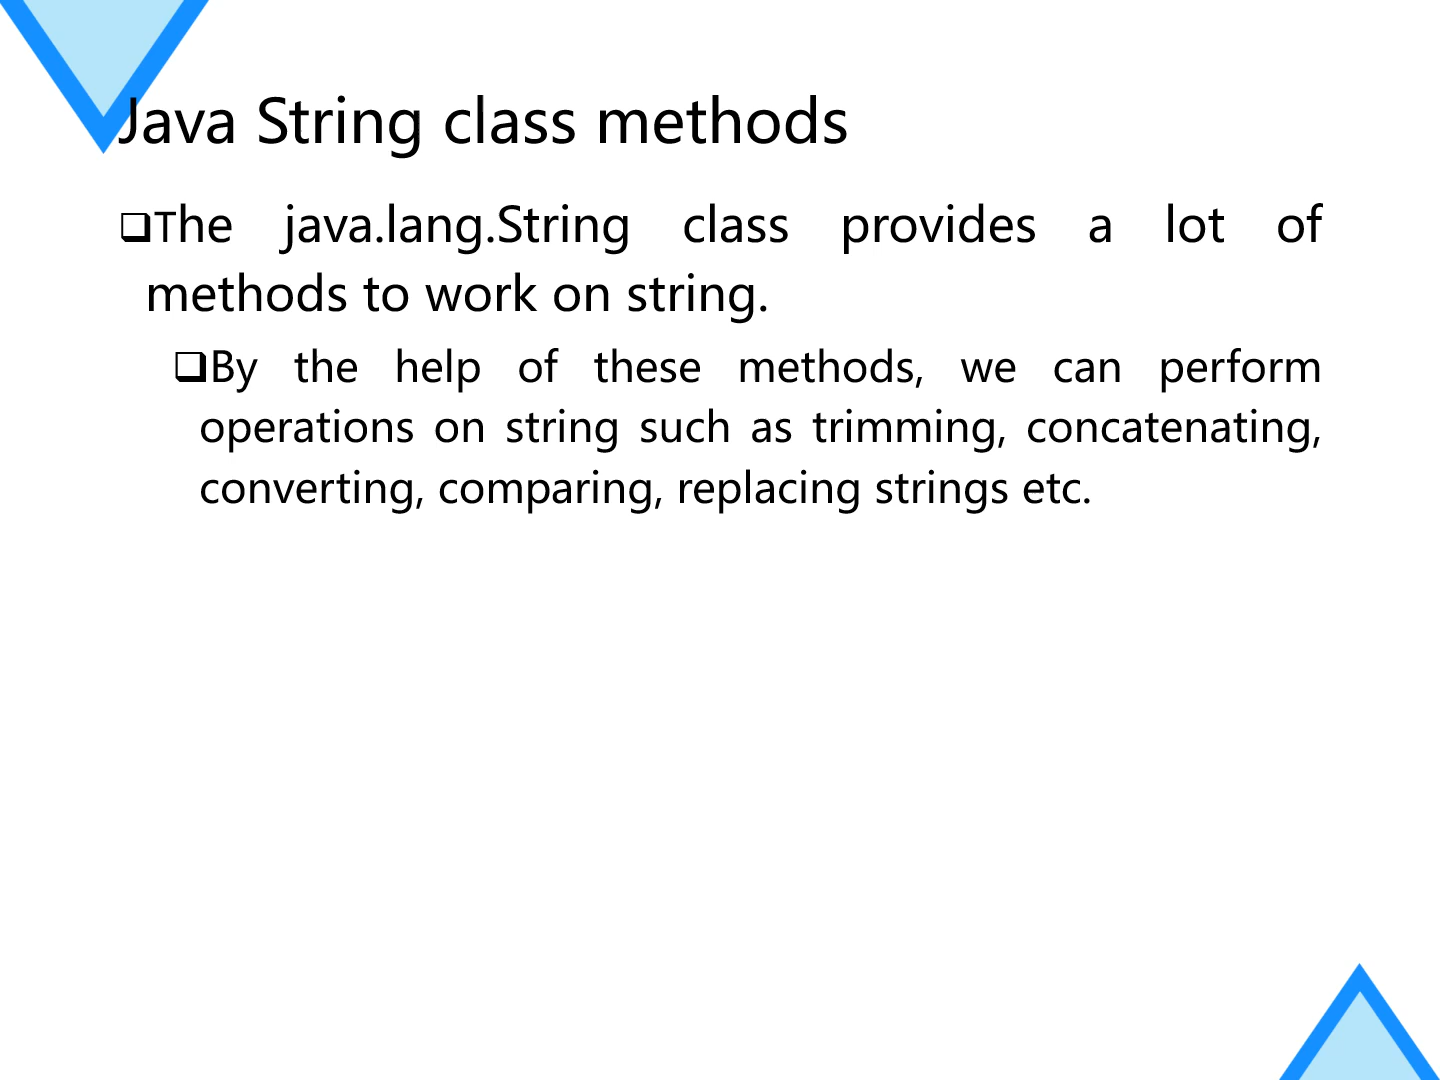 Java String class methods
❑The java.lang.String class provides a lot of
methods to work on string.
❑By the help of these methods, we can perform
operations on string such as trimming, concatenating,
converting, comparing, replacing strings etc.